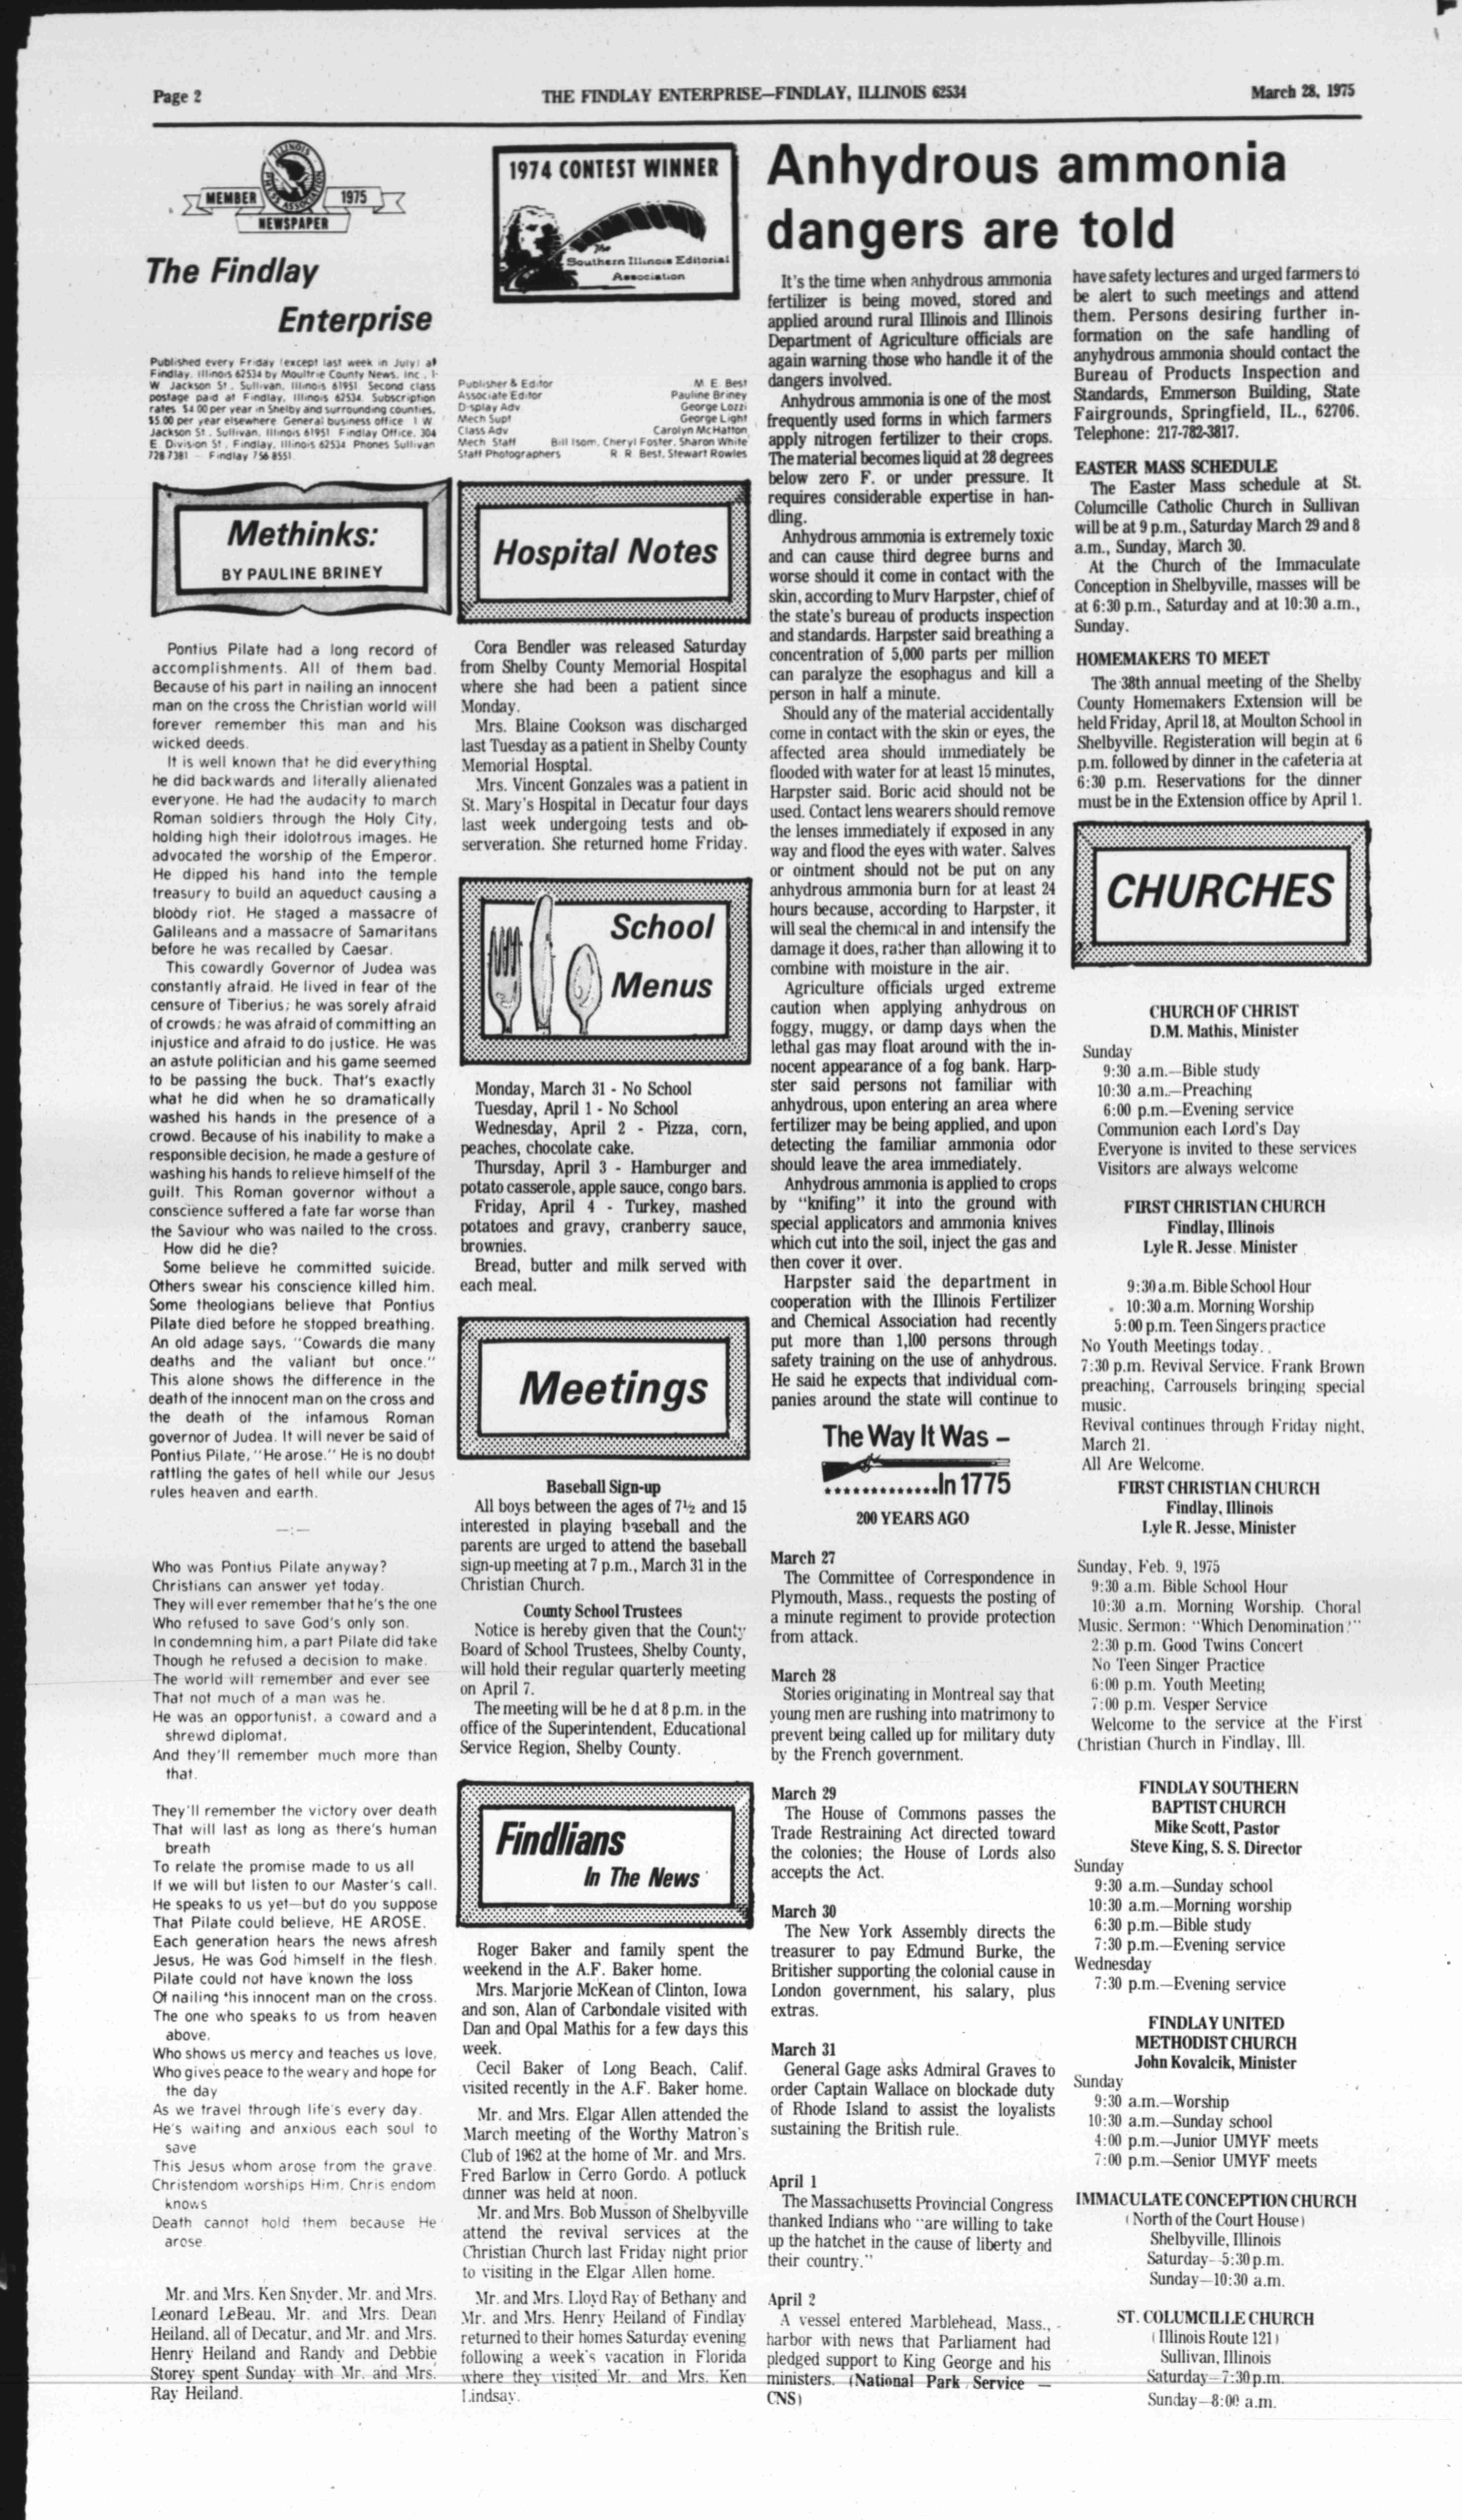 Page 2
THE FINDLAY ENTERPRISE—FINDLAY, ILLINOIS 62534
March 28, 1975
ILLINOIS PRESS ASSOCIATION
MEMBER
1975
NEWSPAPER
The Findlay
Enterprise
Published every Friday (except last week in July) at
Findlay, Illinois 62534 by Moultrie County News, Inc., 1-
W Jackson St., Sullivan, Illinois 61951. Second class
postage paid at Findlay, Illinois 62534. Subscription
rates $4.00 per year in Shelby and surrounding counties,
$5.00 per year elsewhere. General business office 1 W.
Jackson St., Sullivan, Illinois 61951. Findlay Office, 304
E. Division St., Findlay, Illinois 62534 Phones Sullivan
728 7381 — Findlay 756 8551.
1974 CONTEST WINNER
The
Southern Illinois Editorial
Association
Publisher & Editor M. E. Best
Associate Editor Pauline Briney
Display Adv George Lozzi
Mech Supt George Light
Class Adv Carolyn McHatton
Mech Staff Bill Isom, Cheryl Foster, Sharon White
Staff Photographers R. R. Best, Stewart Rowles
Methinks:
BY PAULINE BRINEY
Pontius Pilate had a long record of
accomplishments. All of them bad.
Because of his part in nailing an innocent
man on the cross the Christian world will
forever remember this man and his
wicked deeds.
It is well known that he did everything
he did backwards and literally alienated
everyone. He had the audacity to march
Roman soldiers through the Holy City,
holding high their idolotrous images. He
advocated the worship of the Emperor.
He dipped his hand into the temple
treasury to build an aqueduct causing a
bloody riot. He staged a massacre of
Galileans and a massacre of Samaritans
before he was recalled by Caesar.
This cowardly Governor of Judea was
constantly afraid. He lived in fear of the
censure of Tiberius; he was sorely afraid
of crowds; he was afraid of committing an
injustice and afraid to do justice. He was
an astute politician and his game seemed
to be passing the buck. That's exactly
what he did when he so dramatically
washed his hands in the presence of a
crowd. Because of his inability to make a
responsible decision, he made a gesture of
washing his hands to relieve himself of the
guilt. This Roman governor without a
conscience suffered a fate far worse than
the Saviour who was nailed to the cross.
How did he die?
Some believe he committed suicide.
Others swear his conscience killed him.
Some theologians believe that Pontius
Pilate died before he stopped breathing.
An old adage says, "Cowards die many
deaths and the valiant but once."
This alone shows the difference in the
death of the innocent man on the cross and
the death of the infamous Roman
governor of Judea. It will never be said of
Pontius Pilate, "He arose." He is no doubt
rattling the gates of hell while our Jesus
rules heaven and earth.
—:—
Who was Pontius Pilate anyway?
Christians can answer yet today.
They will ever remember that he's the one
Who refused to save God's only son.
In condemning him, a part Pilate did take
Though he refused a decision to make.
The world will remember and ever see
That not much of a man was he.
He was an opportunist, a coward and a
shrewd diplomat,
And they'll remember much more than
that.
They'll remember the victory over death
That will last as long as there's human
breath
To relate the promise made to us all
If we will but listen to our Master's call.
He speaks to us yet—but do you suppose
That Pilate could believe, HE AROSE.
Each generation hears the news afresh
Jesus, He was God himself in the flesh.
Pilate could not have known the loss
Of nailing this innocent man on the cross.
The one who speaks to us from heaven
above,
Who shows us mercy and teaches us love,
Who gives peace to the weary and hope for
the day
As we travel through life's every day.
He's waiting and anxious each soul to
save
This Jesus whom arose from the grave.
Christendom worships Him, Chris endom
knows
Death cannot hold them because He
arose.
Mr. and Mrs. Ken Snyder, Mr. and Mrs.
Leonard LeBeau, Mr. and Mrs. Dean
Heiland, all of Decatur, and Mr. and Mrs.
Henry Heiland and Randy and Debbie
Storey spent Sunday with Mr. and Mrs.
Ray Heiland.
Hospital Notes
Cora Bendler was released Saturday
from Shelby County Memorial Hospital
where she had been a patient since
Monday.
Mrs. Blaine Cookson was discharged
last Tuesday as a patient in Shelby County
Memorial Hosptal.
Mrs. Vincent Gonzales was a patient in
St. Mary's Hospital in Decatur four days
last week undergoing tests and ob-
serveration. She returned home Friday.
School
Menus
Monday, March 31 - No School
Tuesday, April 1 - No School
Wednesday, April 2 - Pizza, corn,
peaches, chocolate cake.
Thursday, April 3 - Hamburger and
potato casserole, apple sauce, congo bars.
Friday, April 4 - Turkey, mashed
potatoes and gravy, cranberry sauce,
brownies.
Bread, butter and milk served with
each meal.
Meetings
Baseball Sign-up
All boys between the ages of 7½ and 15
interested in playing baseball and the
parents are urged to attend the baseball
sign-up meeting at 7 p.m., March 31 in the
Christian Church.
County School Trustees
Notice is hereby given that the County
Board of School Trustees, Shelby County,
will hold their regular quarterly meeting
on April 7.
The meeting will be he d at 8 p.m. in the
office of the Superintendent, Educational
Service Region, Shelby County.
Findlians
In The News
Roger Baker and family spent the
weekend in the A.F. Baker home.
Mrs. Marjorie McKean of Clinton, Iowa
and son, Alan of Carbondale visited with
Dan and Opal Mathis for a few days this
week.
Cecil Baker of Long Beach, Calif.
visited recently in the A.F. Baker home.
Mr. and Mrs. Elgar Allen attended the
March meeting of the Worthy Matron's
Club of 1962 at the home of Mr. and Mrs.
Fred Barlow in Cerro Gordo. A potluck
dinner was held at noon.
Mr. and Mrs. Bob Musson of Shelbyville
attend the revival services at the
Christian Church last Friday night prior
to visiting in the Elgar Allen home.
Mr. and Mrs. Lloyd Ray of Bethany and
Mr. and Mrs. Henry Heiland of Findlay
returned to their homes Saturday evening
following a week's vacation in Florida
where they visited Mr. and Mrs. Ken
Lindsay.
Anhydrous ammonia
dangers are told
It's the time when anhydrous ammonia
fertilizer is being moved, stored and
applied around rural Illinois and Illinois
Department of Agriculture officials are
again warning those who handle it of the
dangers involved.
Anhydrous ammonia is one of the most
frequently used forms in which farmers
apply nitrogen fertilizer to their crops.
The material becomes liquid at 28 degrees
below zero F. or under pressure. It
requires considerable expertise in han-
dling.
Anhydrous ammonia is extremely toxic
and can cause third degree burns and
worse should it come in contact with the
skin, according to Murv Harpster, chief of
the state's bureau of products inspection
and standards. Harpster said breathing a
concentration of 5,000 parts per million
can paralyze the esophagus and kill a
person in half a minute.
Should any of the material accidentally
come in contact with the skin or eyes, the
affected area should immediately be
flooded with water for at least 15 minutes,
Harpster said. Boric acid should not be
used. Contact lens wearers should remove
the lenses immediately if exposed in any
way and flood the eyes with water. Salves
or ointment should not be put on any
anhydrous ammonia burn for at least 24
hours because, according to Harpster, it
will seal the chemical in and intensify the
damage it does, rather than allowing it to
combine with moisture in the air.
Agriculture officials urged extreme
caution when applying anhydrous on
foggy, muggy, or damp days when the
lethal gas may float around with the in-
nocent appearance of a fog bank. Harp-
ster said persons not familiar with
anhydrous, upon entering an area where
fertilizer may be being applied, and upon
detecting the familiar ammonia odor
should leave the area immediately.
Anhydrous ammonia is applied to crops
by "knifing" it into the ground with
special applicators and ammonia knives
which cut into the soil, inject the gas and
then cover it over.
Harpster said the department in
cooperation with the Illinois Fertilizer
and Chemical Association had recently
put more than 1,100 persons through
safety training on the use of anhydrous.
He said he expects that individual com-
panies around the state will continue to
have safety lectures and urged farmers to
be alert to such meetings and attend
them. Persons desiring further in-
formation on the safe handling of
anyhydrous ammonia should contact the
Bureau of Products Inspection and
Standards, Emmerson Building, State
Fairgrounds, Springfield, IL., 62706.
Telephone: 217-782-3817.
The Way It Was —
.............In 1775
200 YEARS AGO
March 27
The Committee of Correspondence in
Plymouth, Mass., requests the posting of
a minute regiment to provide protection
from attack.
March 28
Stories originating in Montreal say that
young men are rushing into matrimony to
prevent being called up for military duty
by the French government.
March 29
The House of Commons passes the
Trade Restraining Act directed toward
the colonies; the House of Lords also
accepts the Act.
March 30
The New York Assembly directs the
treasurer to pay Edmund Burke, the
Britisher supporting the colonial cause in
London government, his salary, plus
extras.
March 31
General Gage asks Admiral Graves to
order Captain Wallace on blockade duty
of Rhode Island to assist the loyalists
sustaining the British rule.
April 1
The Massachusetts Provincial Congress
thanked Indians who "are willing to take
up the hatchet in the cause of liberty and
their country."
April 2
A vessel entered Marblehead, Mass.,
harbor with news that Parliament had
pledged support to King George and his
ministers. (National Park Service —
CNS)
EASTER MASS SCHEDULE
The Easter Mass schedule at St.
Columcille Catholic Church in Sullivan
will be at 9 p.m., Saturday March 29 and 8
a.m., Sunday, March 30.
At the Church of the Immaculate
Conception in Shelbyville, masses will be
at 6:30 p.m., Saturday and at 10:30 a.m.,
Sunday.
HOMEMAKERS TO MEET
The 38th annual meeting of the Shelby
County Homemakers Extension will be
held Friday, April 18, at Moulton School in
Shelbyville. Registeration will begin at 6
p.m. followed by dinner in the cafeteria at
6:30 p.m. Reservations for the dinner
must be in the Extension office by April 1.
CHURCHES
CHURCH OF CHRIST
D.M. Mathis, Minister
Sunday
9:30 a.m.—Bible study
10:30 a.m.—Preaching
6:00 p.m.—Evening service
Communion each Lord's Day
Everyone is invited to these services
Visitors are always welcome
FIRST CHRISTIAN CHURCH
Findlay, Illinois
Lyle R. Jesse, Minister
9:30 a.m. Bible School Hour
10:30 a.m. Morning Worship
5:00 p.m. Teen Singers practice
No Youth Meetings today..
7:30 p.m. Revival Service. Frank Brown
preaching, Carrousels bringing special
music.
Revival continues through Friday night,
March 21.
All Are Welcome.
FIRST CHRISTIAN CHURCH
Findlay, Illinois
Lyle R. Jesse, Minister
Sunday, Feb. 9, 1975
9:30 a.m. Bible School Hour
10:30 a.m. Morning Worship. Choral
Music. Sermon: "Which Denomination?"
2:30 p.m. Good Twins Concert
No Teen Singer Practice
6:00 p.m. Youth Meeting
7:00 p.m. Vesper Service
Welcome to the service at the First
Christian Church in Findlay, Ill.
FINDLAY SOUTHERN
BAPTIST CHURCH
Mike Scott, Pastor
Steve King, S. S. Director
Sunday
9:30 a.m.—Sunday school
10:30 a.m.—Morning worship
6:30 p.m.—Bible study
7:30 p.m.—Evening service
Wednesday
7:30 p.m.—Evening service
FINDLAY UNITED
METHODIST CHURCH
John Kovalcik, Minister
Sunday
9:30 a.m.—Worship
10:30 a.m.—Sunday school
4:00 p.m.—Junior UMYF meets
7:00 p.m.—Senior UMYF meets
IMMACULATE CONCEPTION CHURCH
(North of the Court House)
Shelbyville, Illinois
Saturday—5:30 p.m.
Sunday—10:30 a.m.
ST. COLUMCILLE CHURCH
(Illinois Route 121)
Sullivan, Illinois
Saturday—7:30 p.m.
Sunday—8:00 a.m.